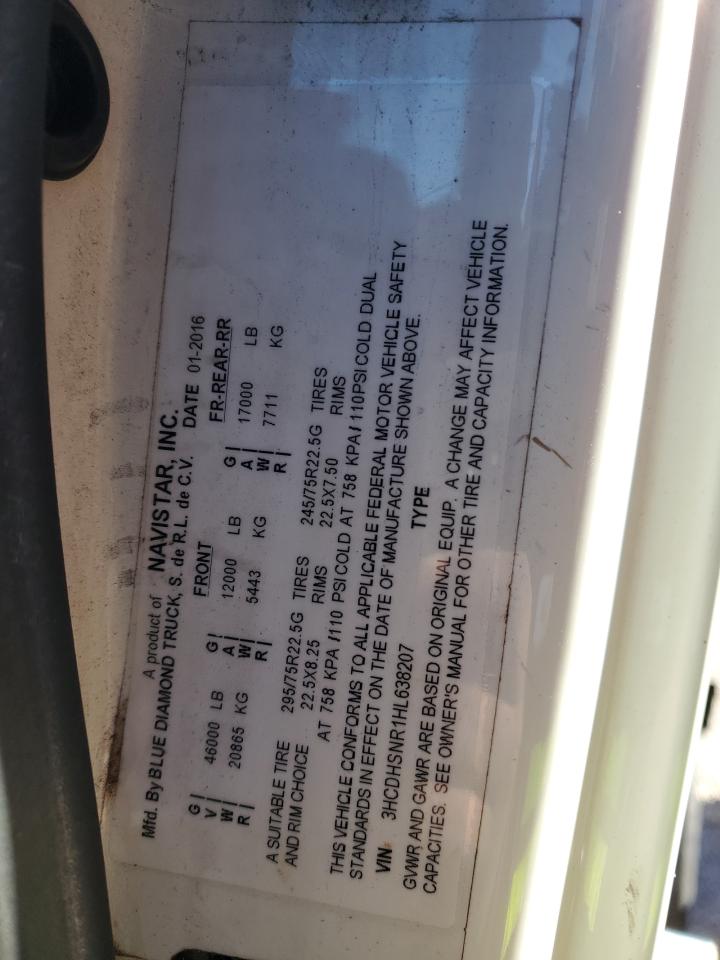 A product of NAVISTAR, INC.
Mfd. By BLUE DIAMOND TRUCK, S. de R.L. de C.V. DATE 01-2016
FRONT FR-REAR-RR
GVWR 46000 LB GAWR 12000 LB GAWR 17000 LB
20865 KG 5443 KG 7711 KG
A SUITABLE TIRE 295/75R22.5G TIRES 245/75R22.5G TIRES
AND RIM CHOICE 22.5X8.25 RIMS 22.5X7.50 RIMS
AT 758 KPA /110 PSI COLD AT 758 KPA/ 110PSI COLD DUAL
THIS VEHICLE CONFORMS TO ALL APPLICABLE FEDERAL MOTOR VEHICLE SAFETY
STANDARDS IN EFFECT ON THE DATE OF MANUFACTURE SHOWN ABOVE.
VIN 3HCDHSNR1HL638207 TYPE
GVWR AND GAWR ARE BASED ON ORIGINAL EQUIP. A CHANGE MAY AFFECT VEHICLE
CAPACITIES. SEE OWNER'S MANUAL FOR OTHER TIRE AND CAPACITY INFORMATION.